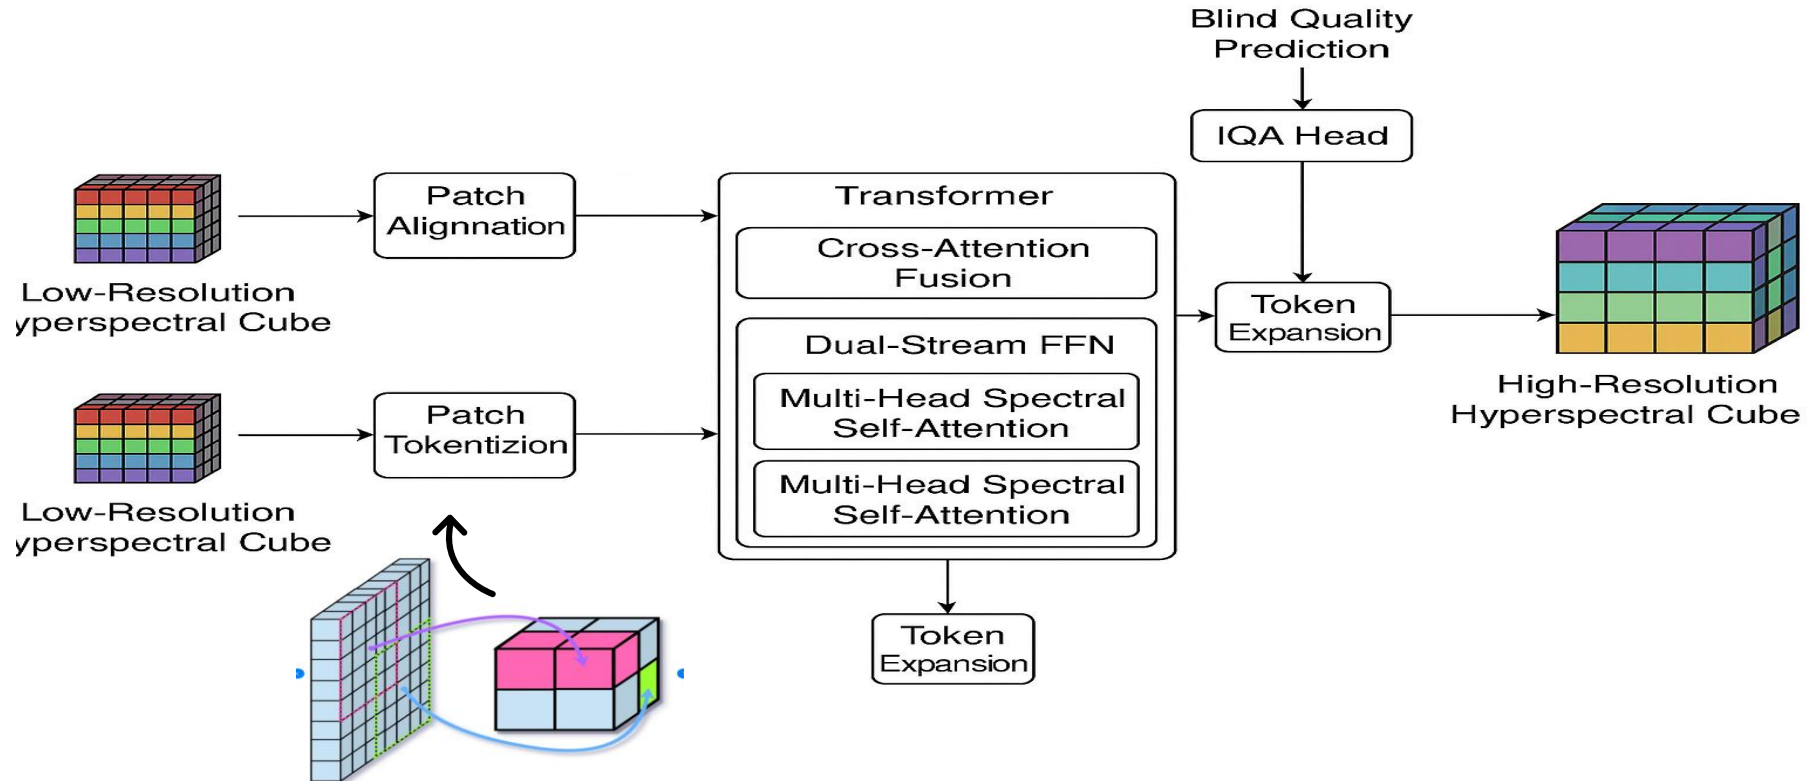 Blind Quality
Prediction
IQA Head
Patch
Alignnation
Transformer
Cross-Attention
Fusion
Low-Resolution
yperspectral Cube
Token
Expansion
Dual-Stream FFN
Multi-Head Spectral
Self-Attention
High-Resolution
Hyperspectral Cube
Patch
Tokentizion
Multi-Head Spectral
Self-Attention
Low-Resolution
yperspectral Cube
Token
Expansion